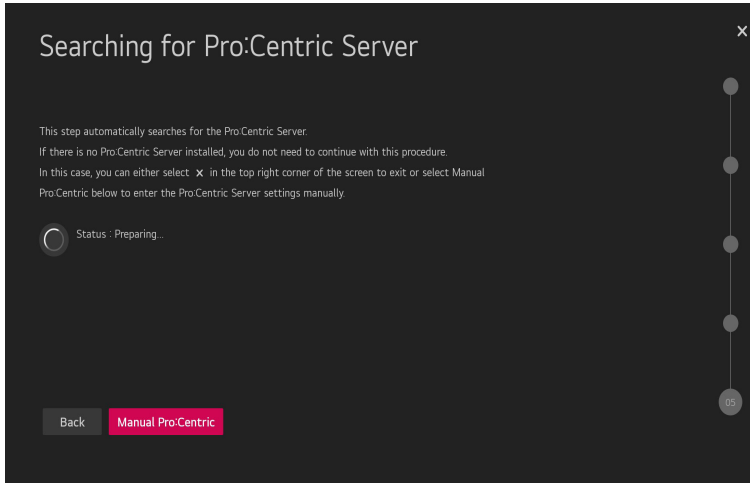 Searching for Pro:Centric Server
×
This step automatically searches for the Pro:Centric Server.
If there is no Pro:Centric Server installed, you do not need to continue with this procedure.
In this case, you can either select × in the top right corner of the screen to exit or select Manual
Pro:Centric below to enter the Pro:Centric Server settings manually.
Status : Preparing...
05
Back
Manual Pro:Centric